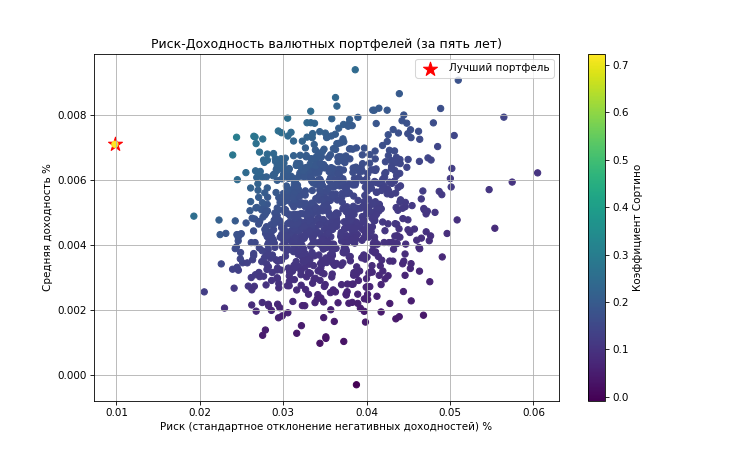 Риск-Доходность валютных портфелей (за пять лет)
Лучший портфель
Средняя доходность %
0.008
0.006
0.004
0.002
0.000
0.01 0.02 0.03 0.04 0.05 0.06
Риск (стандартное отклонение негативных доходностей) %
0.7
0.6
0.5
0.4
0.3
0.2
0.1
0.0
Коэффициент Сортино